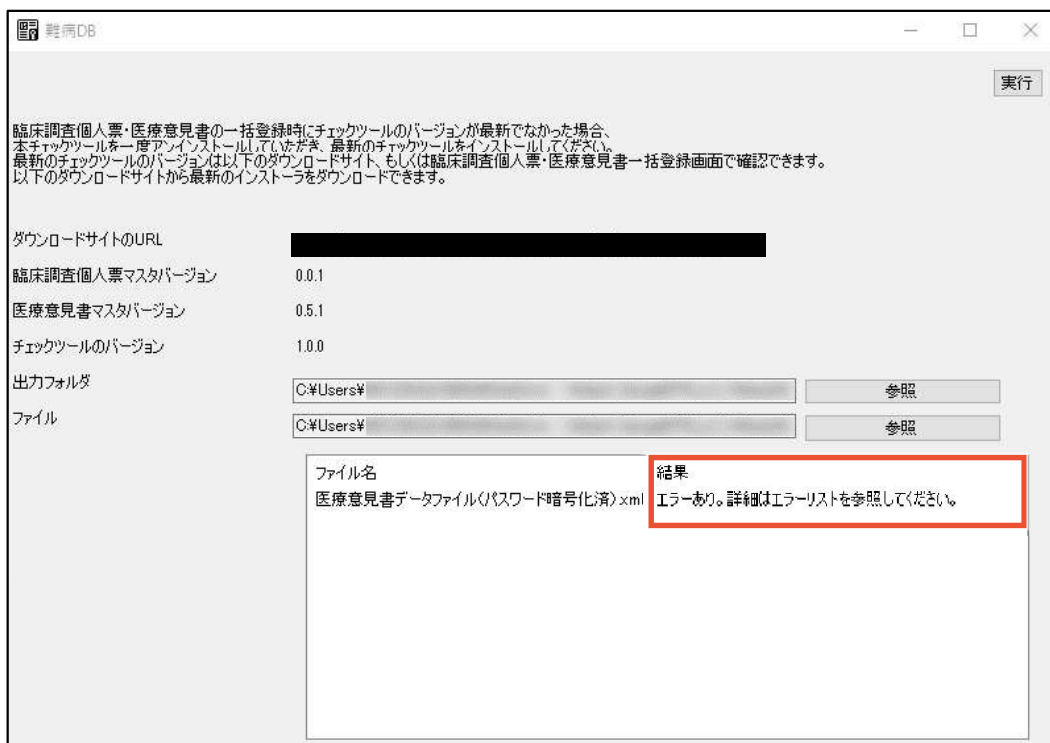 難病DB
実行
臨床調査個人票・医療意見書の一括登録時にチェックツールのバージョンが最新でなかった場合、
本チェックツールを一度アンインストールしていただき、最新のチェックツールをインストールしてください。
最新のチェックツールのバージョンは以下のダウンロードサイト、もしくは臨床調査個人票・医療意見書一括登録画面で確認できます。
以下のダウンロードサイトから最新のインストーラをダウンロードできます。
ダウンロードサイトのURL
臨床調査個人票マスタバージョン 0.0.1
医療意見書マスタバージョン 0.5.1
チェックツールのバージョン 1.0.0
出力フォルダ C:¥Users¥ 参照
ファイル C:¥Users¥ 参照
ファイル名 結果
医療意見書データファイル(パスワード暗号化済).xml エラーあり。詳細はエラーリストを参照してください。